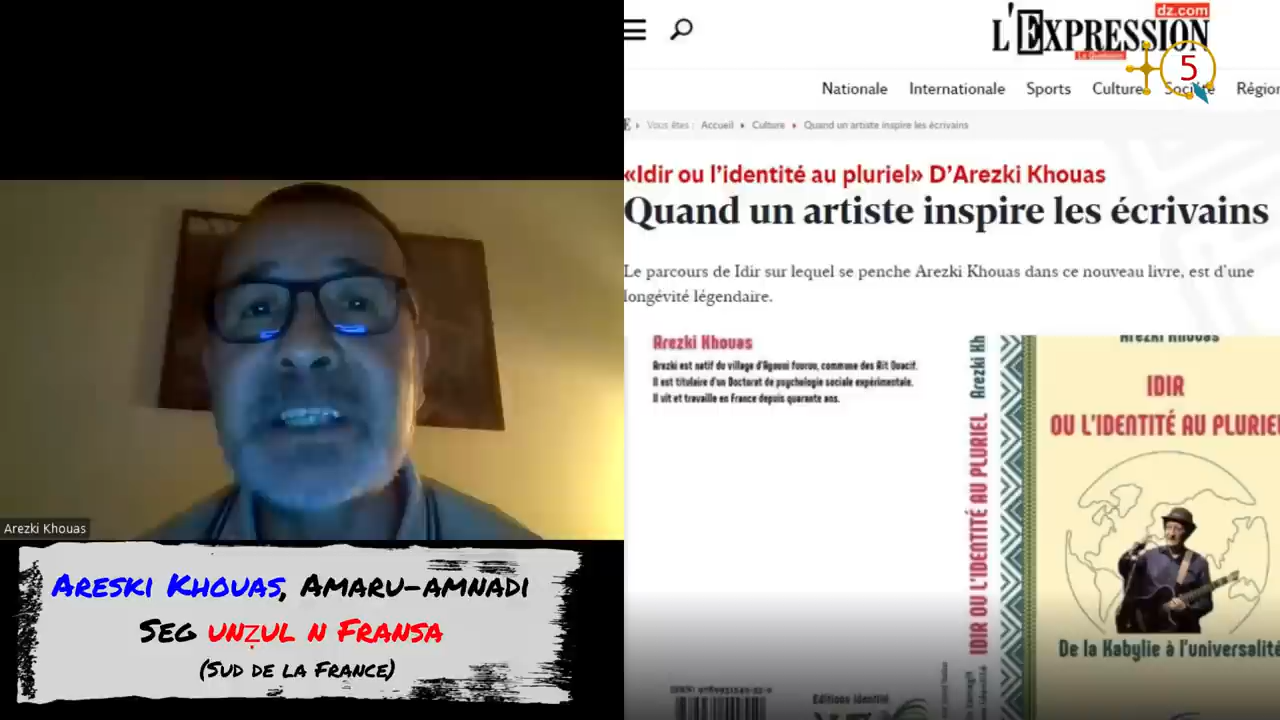 Arezki Khouas
Areski Khouas, Amaru-amnadi
Seg unẓul n Fransa
(Sud de la France)
dz.com
L'EXPRESSION
Le Quotidien
5
Nationale Internationale Sports Culture Société Région
Vous êtes : Accueil Culture Quand un artiste inspire les écrivains
«Idir ou l'identité au pluriel» D'Arezki Khouas
Quand un artiste inspire les écrivains
Le parcours de Idir sur lequel se penche Arezki Khouas dans ce nouveau livre, est d'une
longévité légendaire.
Arezki Khouas
Arezki est natif du village d'Agouni fourou, commune des Ait Ouacif.
Il est titulaire d'un Doctorat de psychologie sociale expérimentale.
Il vit et travaille en France depuis quarante ans.
Editions identité
IDIR OU L'IDENTITÉ AU PLURIEL Arezki Kh
Arezki Khouas
IDIR
OU L'IDENTITÉ AU PLURIEL
De la Kabylie à l'universalité